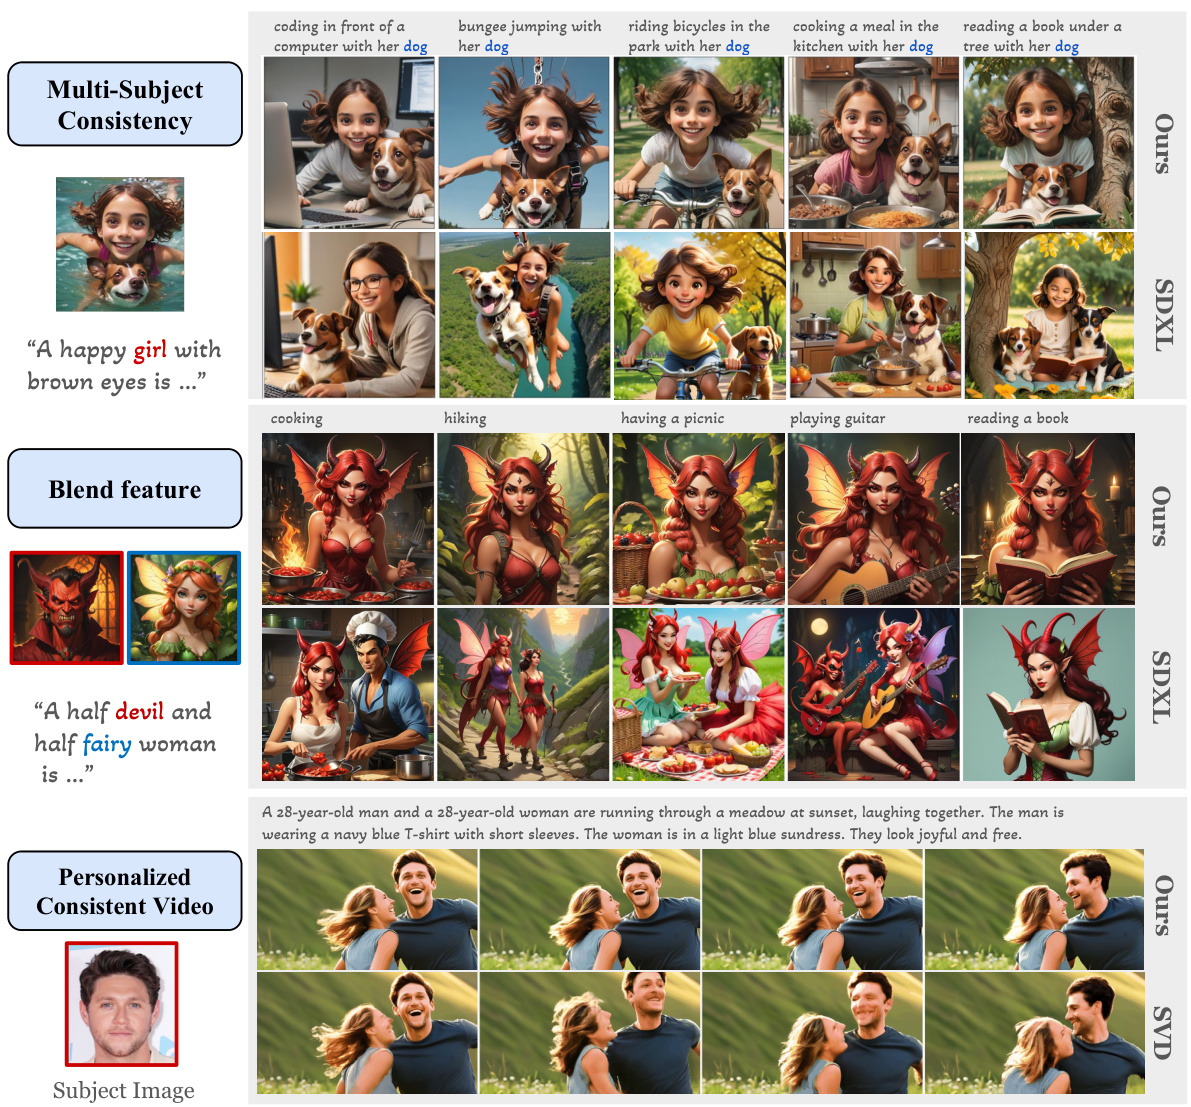 Multi-Subject
Consistency
“A happy girl with
brown eyes is ...”
coding in front of a
computer with her dog
bungee jumping with
her dog
riding bicycles in the
park with her dog
cooking a meal in the
kitchen with her dog
reading a book under a
tree with her dog
Ours
SDXL
Blend feature
“A half devil and
half fairy woman
is ...”
cooking
hiking
having a picnic
playing guitar
reading a book
Ours
SDXL
Personalized
Consistent Video
Subject Image
A 28-year-old man and a 28-year-old woman are running through a meadow at sunset, laughing together. The man is
wearing a navy blue T-shirt with short sleeves. The woman is in a light blue sundress. They look joyful and free.
Ours
SVD